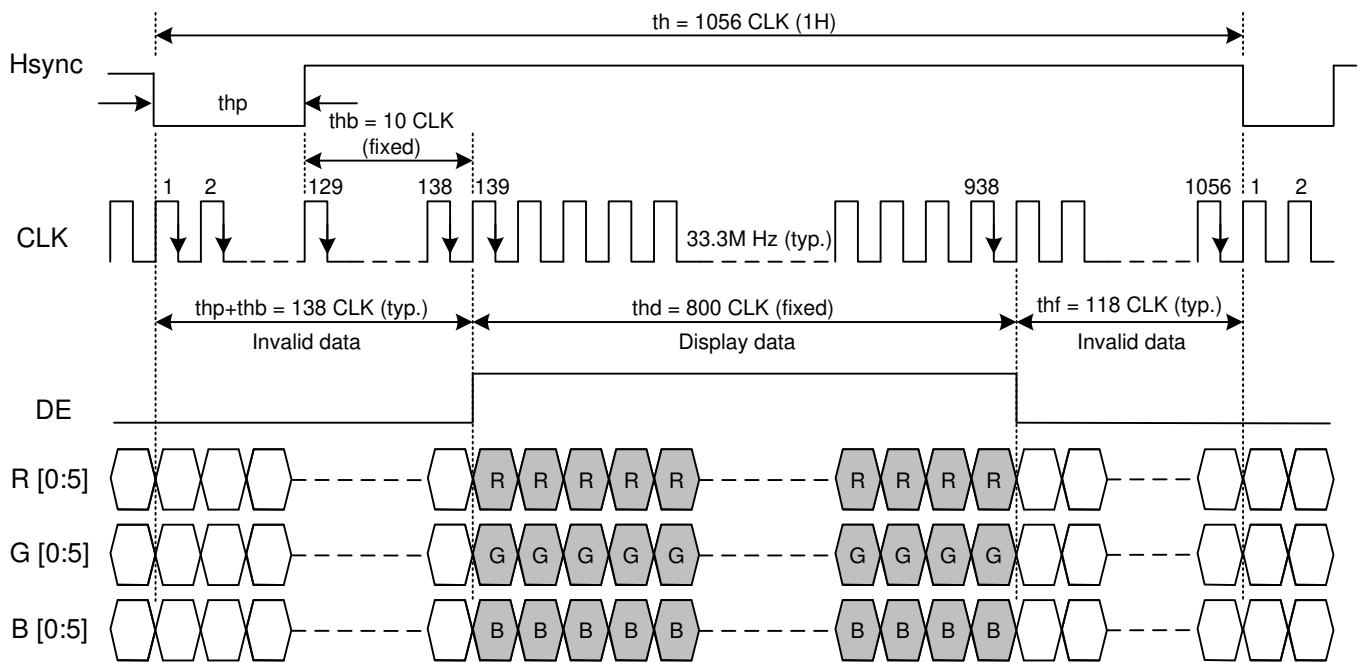 th = 1056 CLK (1H)
Hsync
thp
thb = 10 CLK
(fixed)
1 2 129 138 139 938 1056 1 2
CLK
33.3M Hz (typ.)
thp+thb = 138 CLK (typ.) thd = 800 CLK (fixed) thf = 118 CLK (typ.)
Invalid data Display data Invalid data
DE
R [0:5] R R R R R R R R R
G [0:5] G G G G G G G G G
B [0:5] B B B B B B B B B